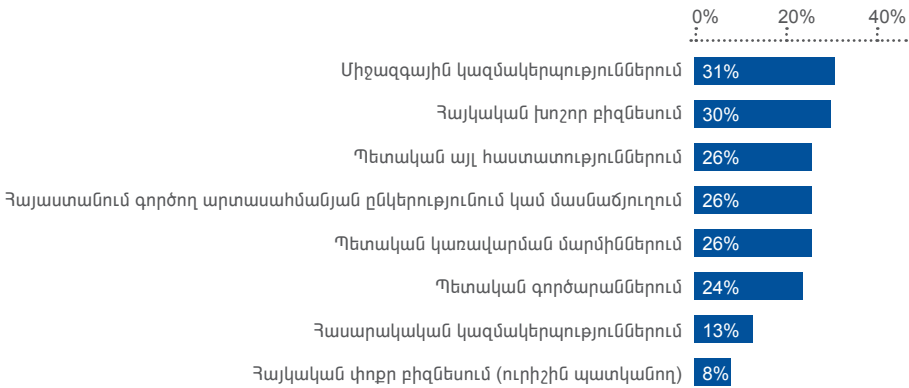 0% 20% 40%
Միջազգային կազմակերպություններում 31%
Հայկական խոշոր բիզնեսում 30%
Պետական այլ հաստատություններում 26%
Հայաստանում գործող արտասահմանյան ընկերությունում կամ մասնաճյուղում 26%
Պետական կառավարման մարմիններում 26%
Պետական գործարաններում 24%
Հասարակական կազմակերպություններում 13%
Հայկական փոքր բիզնեսում (ուրիշին պատկանող) 8%